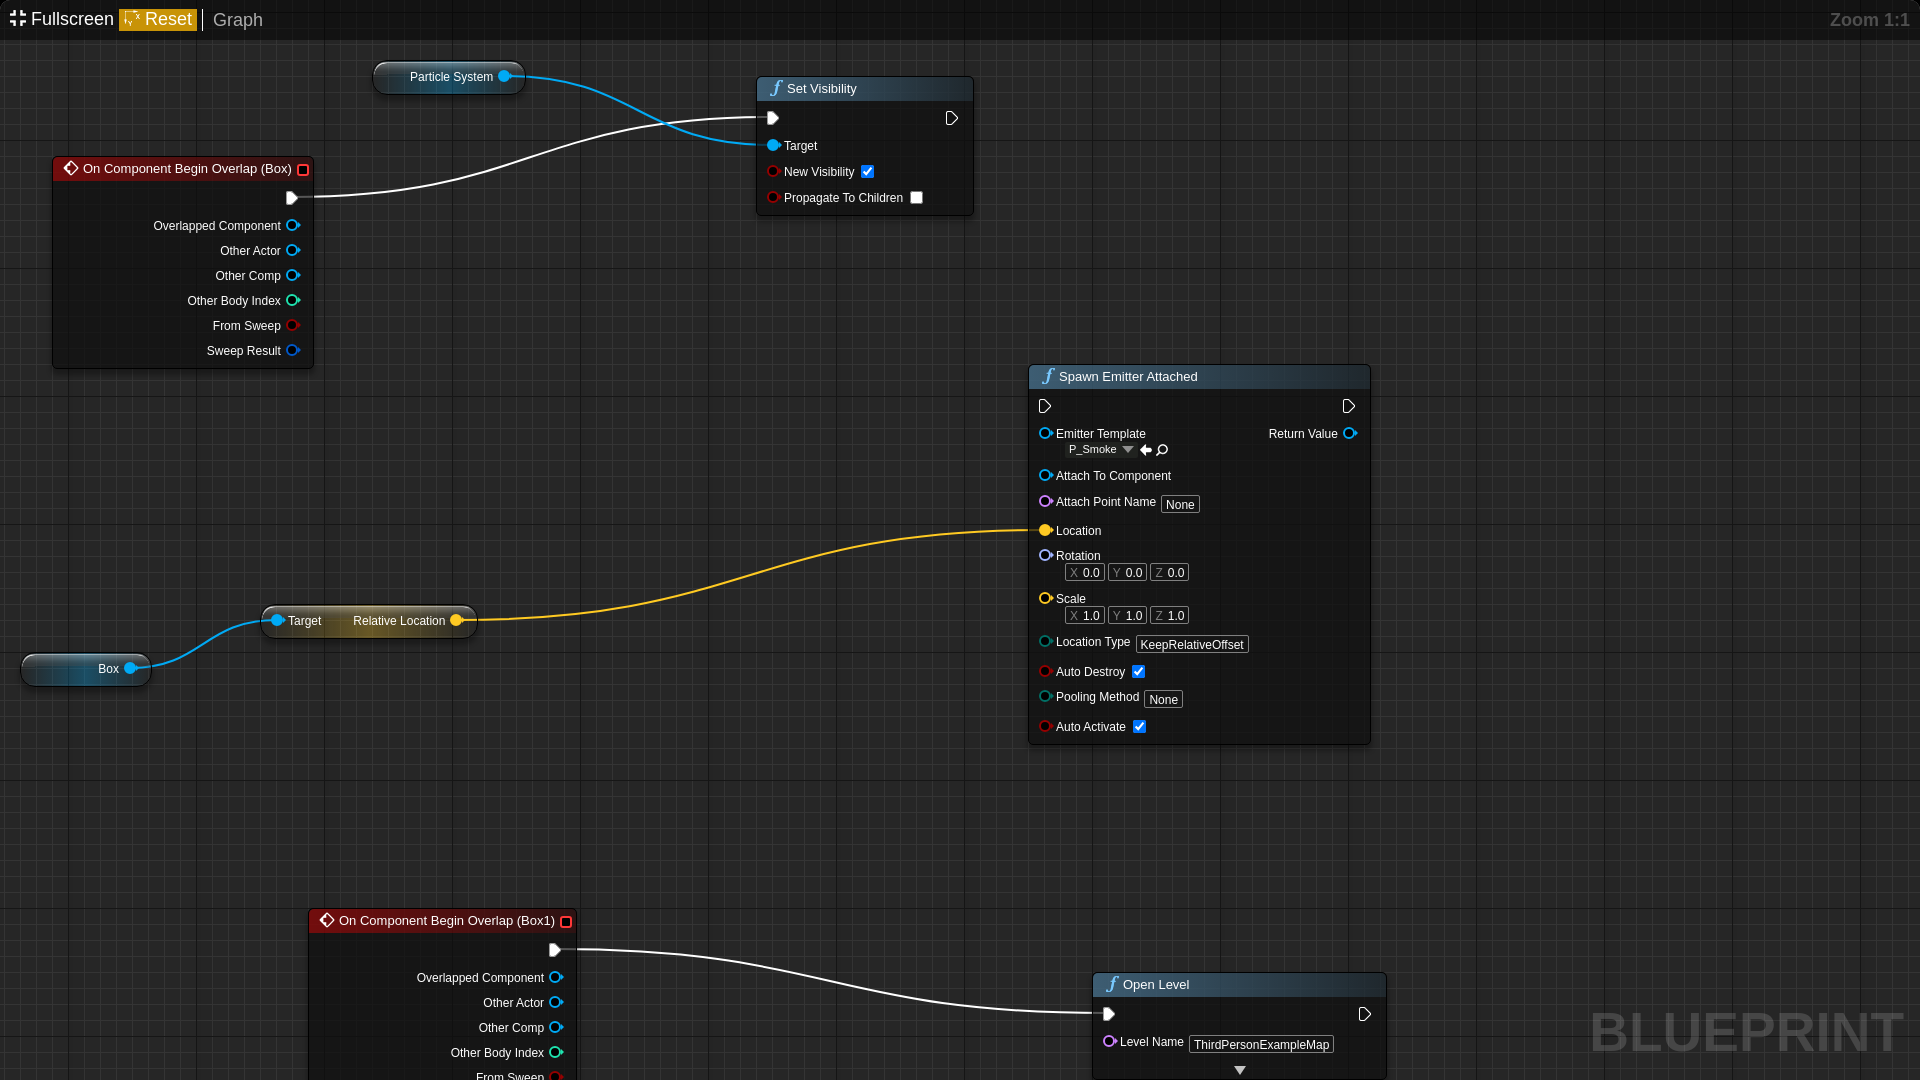 Fullscreen Reset Graph Zoom 1:1
Particle System
Set Visibility
Target
New Visibility
Propagate To Children
On Component Begin Overlap (Box)
Overlapped Component
Other Actor
Other Comp
Other Body Index
From Sweep
Sweep Result
Spawn Emitter Attached
Emitter Template Return Value
P_Smoke
Attach To Component
Attach Point Name None
Location
Rotation
X 0.0 Y 0.0 Z 0.0
Scale
X 1.0 Y 1.0 Z 1.0
Location Type KeepRelativeOffset
Auto Destroy
Pooling Method None
Auto Activate
Target Relative Location
Box
On Component Begin Overlap (Box1)
Overlapped Component
Other Actor
Other Comp
Other Body Index
From Sweep
Open Level
Level Name ThirdPersonExampleMap
BLUEPRINT